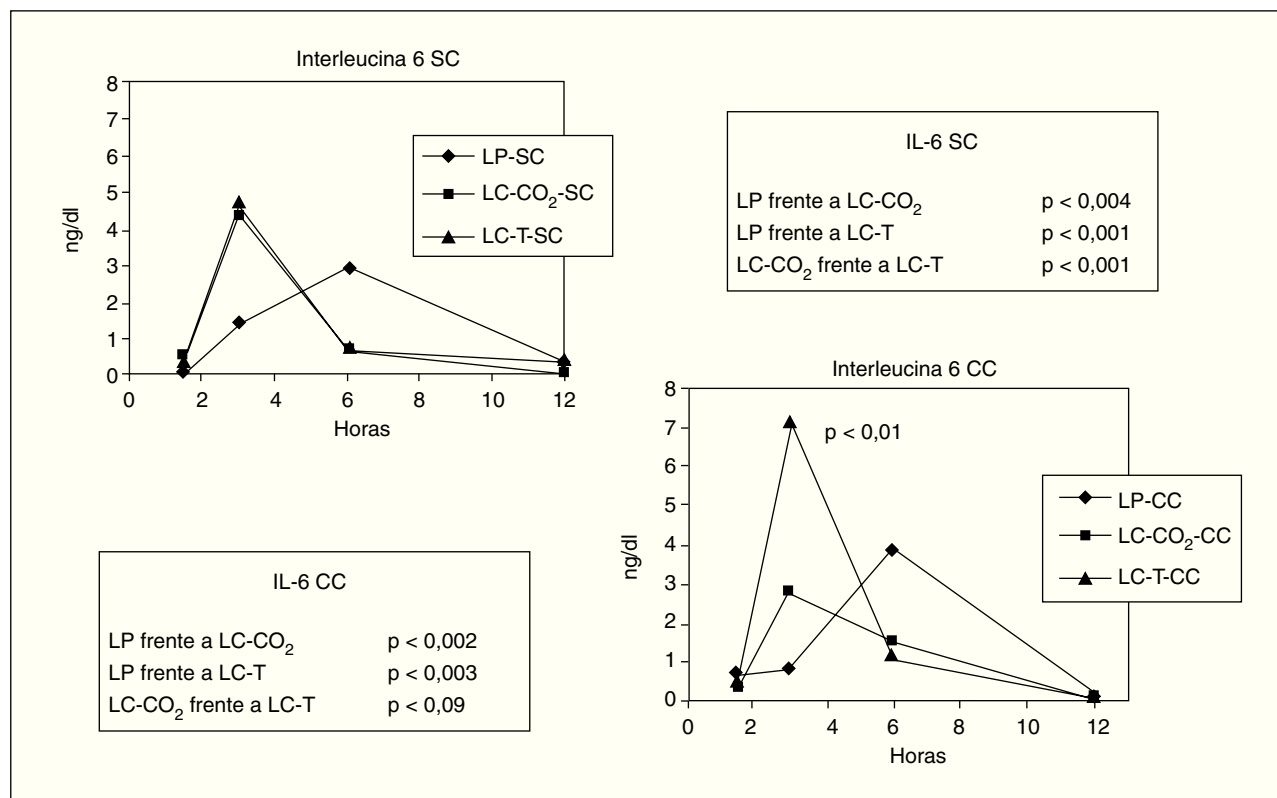 Interleucina 6 SC
8
7
6
5
4
3
2
1
0
ng/dl
0 2 4 6 8 10 12
Horas
LP-SC
LC-CO₂-SC
LC-T-SC
IL-6 SC
LP frente a LC-CO₂ p < 0,004
LP frente a LC-T p < 0,001
LC-CO₂ frente a LC-T p < 0,001
IL-6 CC
LP frente a LC-CO₂ p < 0,002
LP frente a LC-T p < 0,003
LC-CO₂ frente a LC-T p < 0,09
Interleucina 6 CC
8
7
6
5
4
3
2
1
0
ng/dl
p < 0,01
0 2 4 6 8 10 12
Horas
LP-CC
LC-CO₂-CC
LC-T-CC